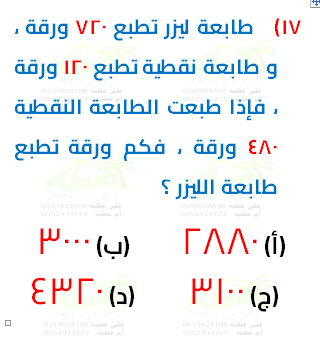 ١٧) طابعة ليزر تطبع ٧٢٠ ورقة ،
و طابعة نقطية تطبع ١٢٠ ورقة
، فإذا طبعت الطابعة النقطية
٤٨٠ ورقة ، فكم ورقة تطبع
طابعة الليزر ؟
(أ) ٢٨٨٠ (ب) ٣٠٠٠
(ج) ٣١٠٠ (د) ٤٣٢٠